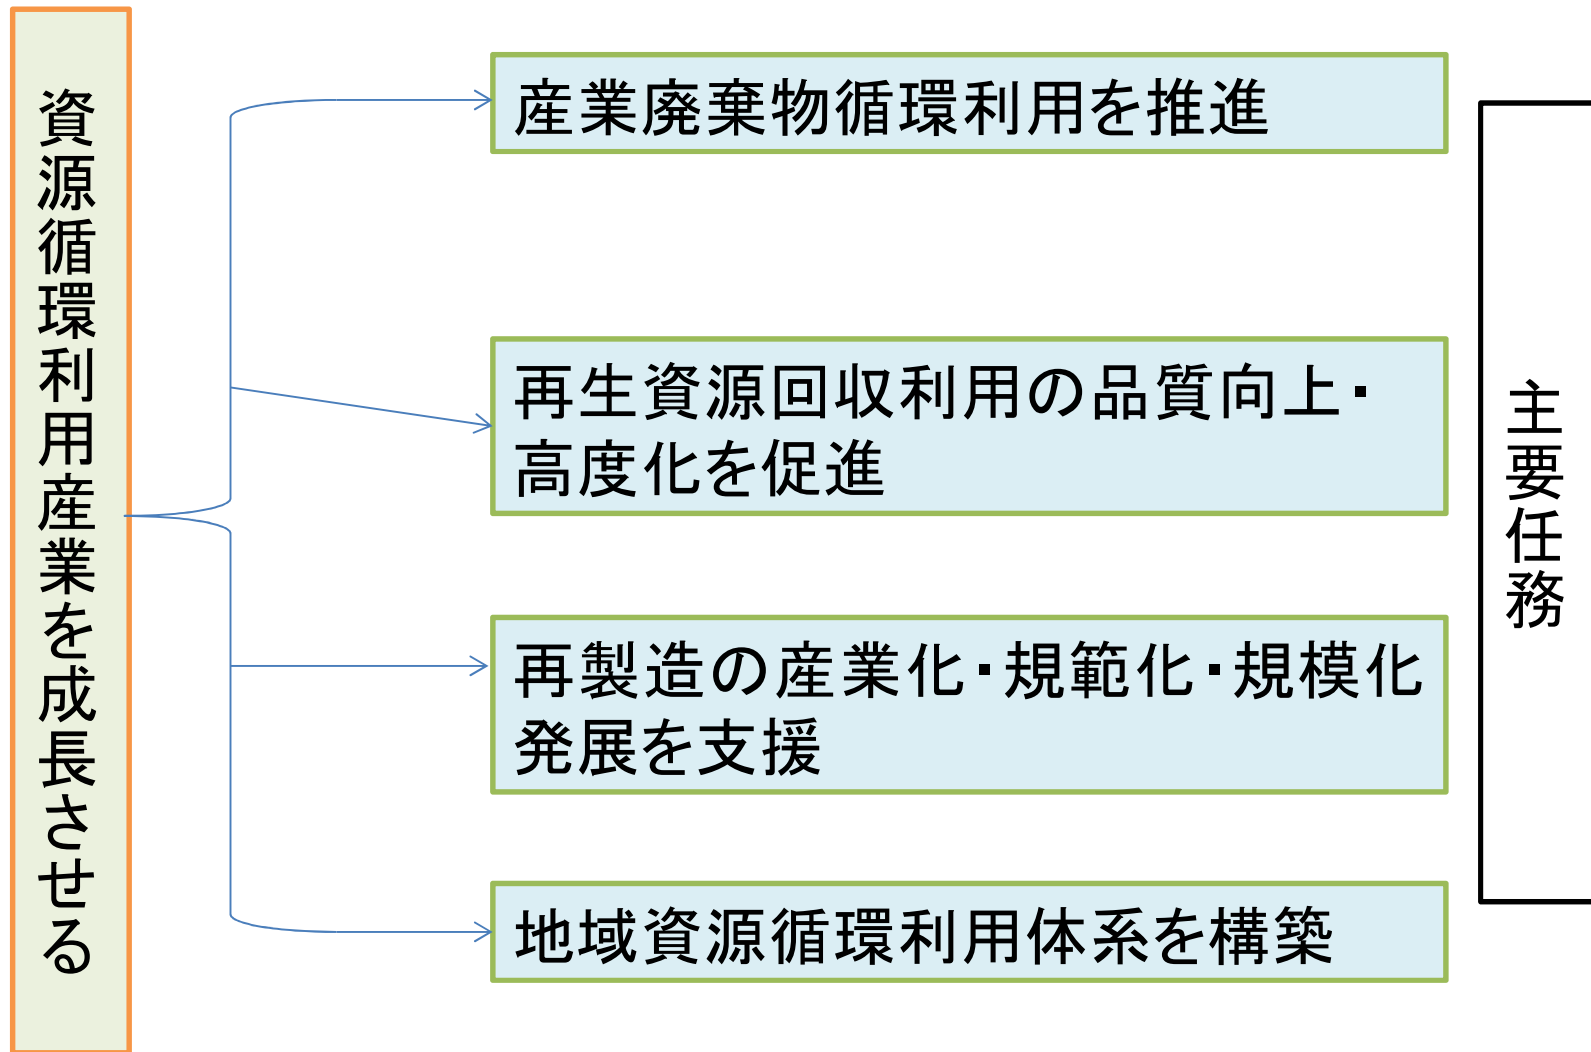 資源循環利用産業を成長させる
産業廃棄物循環利用を推進
再生資源回収利用の品質向上・
高度化を促進
再製造の産業化・規範化・規模化
発展を支援
地域資源循環利用体系を構築
主要任務